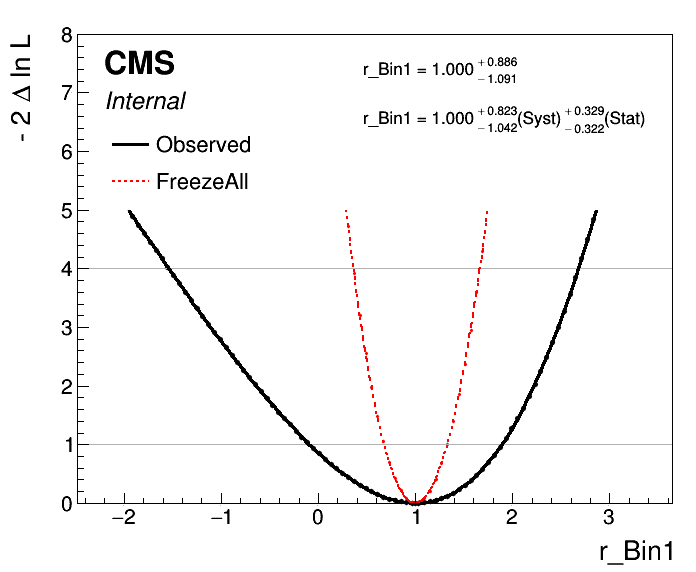 - 2 Δ ln L
8
7
6
5
4
3
2
1
0
CMS
Internal
Observed
FreezeAll
r_Bin1 = 1.000 +0.886 −1.091
r_Bin1 = 1.000 +0.823 −1.042 (Syst) +0.329 −0.322 (Stat)
−2 −1 0 1 2 3
r_Bin1